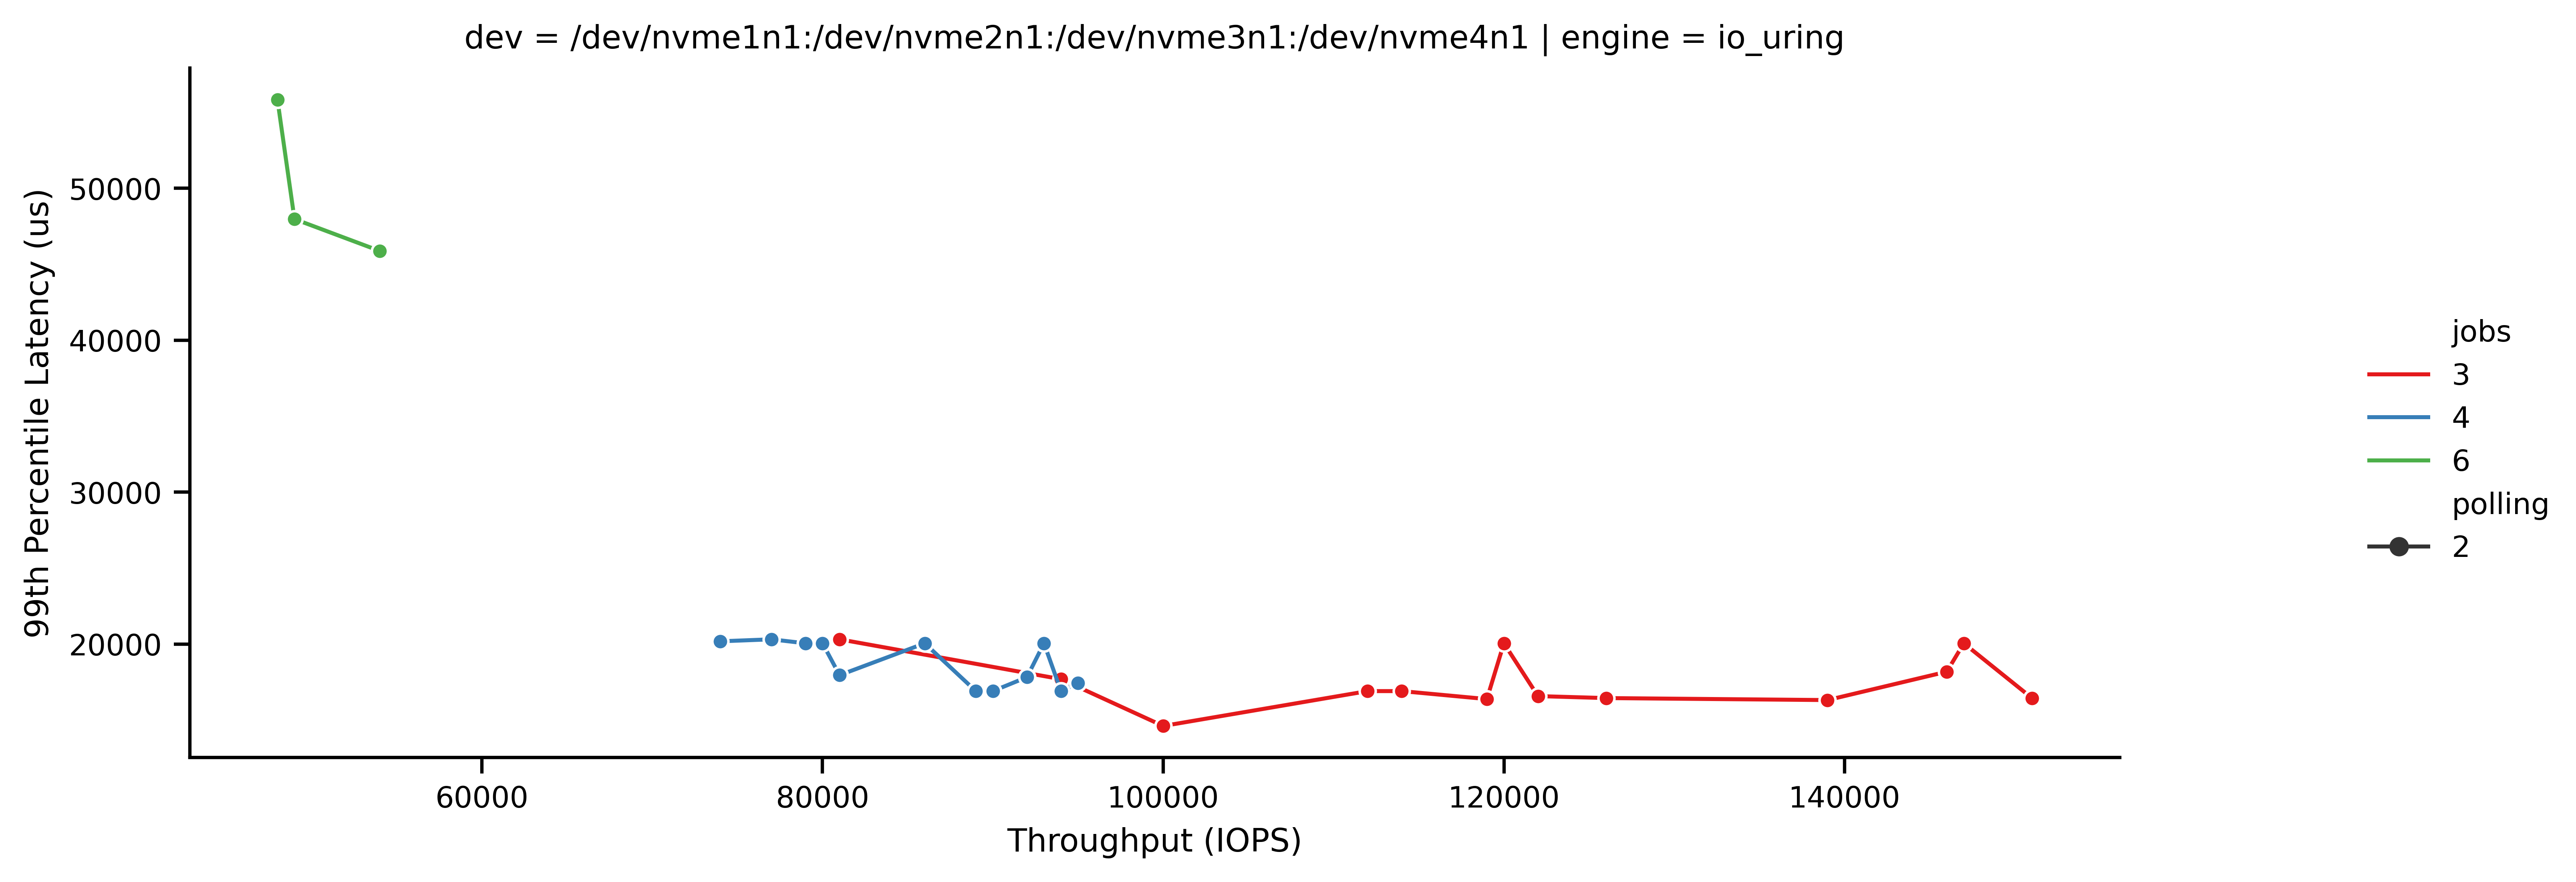 dev = /dev/nvme1n1:/dev/nvme2n1:/dev/nvme3n1:/dev/nvme4n1 | engine = io_uring
99th Percentile Latency (us)
50000
40000
30000
20000
60000 80000 100000 120000 140000
Throughput (IOPS)
jobs
3
4
6
polling
2